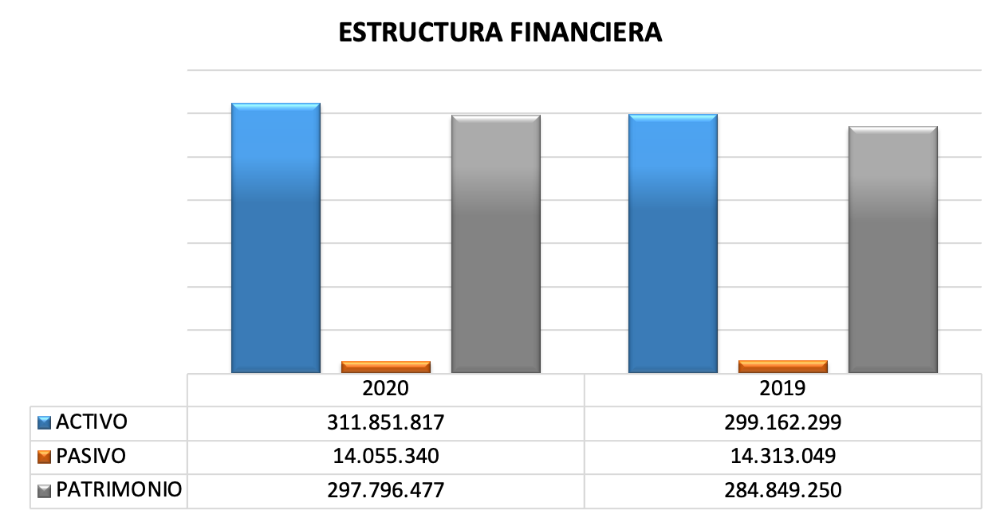 ESTRUCTURA FINANCIERA
2020 2019
ACTIVO 311.851.817 299.162.299
PASIVO 14.055.340 14.313.049
PATRIMONIO 297.796.477 284.849.250